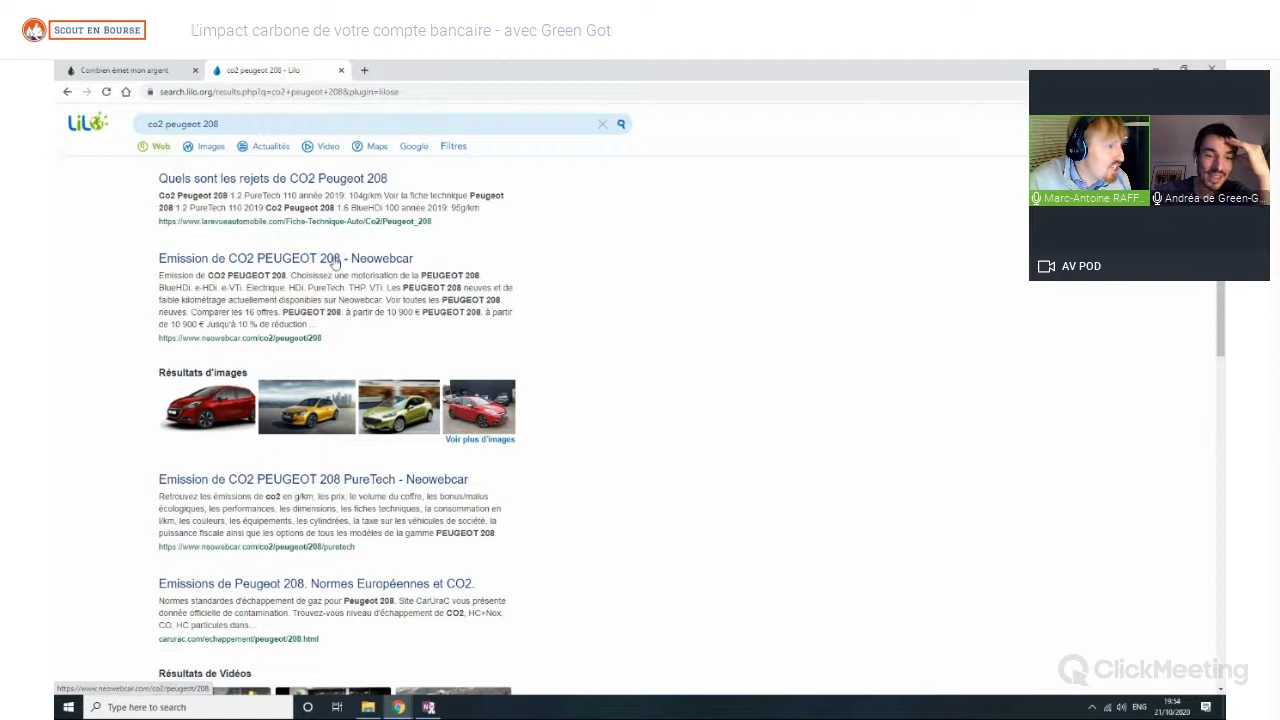 SCOUT EN BOURSE
L'impact carbone de votre compte bancaire - avec Green Got
Combien émet mon argent
co2 peugeot 208 - Lilo
search.lilo.org/results.php?q=co2+peugeot+208&plugin=lilose
LiLO
co2 peugeot 208
Web Images Actualités Video Maps Google Filtres
Quels sont les rejets de CO2 Peugeot 208
Co2 Peugeot 208 1.2 PureTech 110 année 2019: 104g/km Voir la fiche technique Peugeot
208 1.2 PureTech 110 2019 Co2 Peugeot 208 1.6 BlueHDi 100 année 2019: 95g/km
https://www.larevueautomobile.com/Fiche-Technique-Auto/Co2/Peugeot_208
Emission de CO2 PEUGEOT 208 - Neowebcar
Emission de CO2 PEUGEOT 208. Choisissez une motorisation de la PEUGEOT 208.
BlueHDi. e-HDi. e-VTi. Electrique. HDi. PureTech. THP. VTi. Les PEUGEOT 208 neuves et de
faible kilométrage actuellement disponibles sur Neowebcar. Voir toutes les PEUGEOT 208.
neuves. Comparer les 16 offres. PEUGEOT 208. à partir de 10 900 € PEUGEOT 208. à partir
de 10 900 € Jusqu'à 10 % de réduction ...
https://www.neowebcar.com/co2/peugeot/208
Résultats d'images
Voir plus d'images
Emission de CO2 PEUGEOT 208 PureTech - Neowebcar
Retrouvez les émissions de co2 en g/km, les prix, le volume du coffre, les bonus/malus
écologiques, les performances, les dimensions, les fiches techniques, la consommation en
l/km, les couleurs, les équipements, les cylindrées, la taxe sur les véhicules de société, la
puissance fiscale ainsi que les options de tous les modèles de la gamme PEUGEOT 208.
https://www.neowebcar.com/co2/peugeot/208/puretech
Emissions de Peugeot 208. Normes Européennes et CO2.
Normes standardes d'échappement de gaz pour Peugeot 208. Site CarUraC vous présente
donnée officielle de contamination. Trouvez-vous niveau d'échappement de CO2, HC+Nox,
CO, HC particules dans...
carurac.com/echappement/peugeot/208.html
Résultats de Vidéos
https://www.neowebcar.com/co2/peugeot/208
Type here to search
ENG
19:54
21/10/2020
Marc-Antoine RAFF...
Andréa de Green-G...
AV POD
ClickMeeting